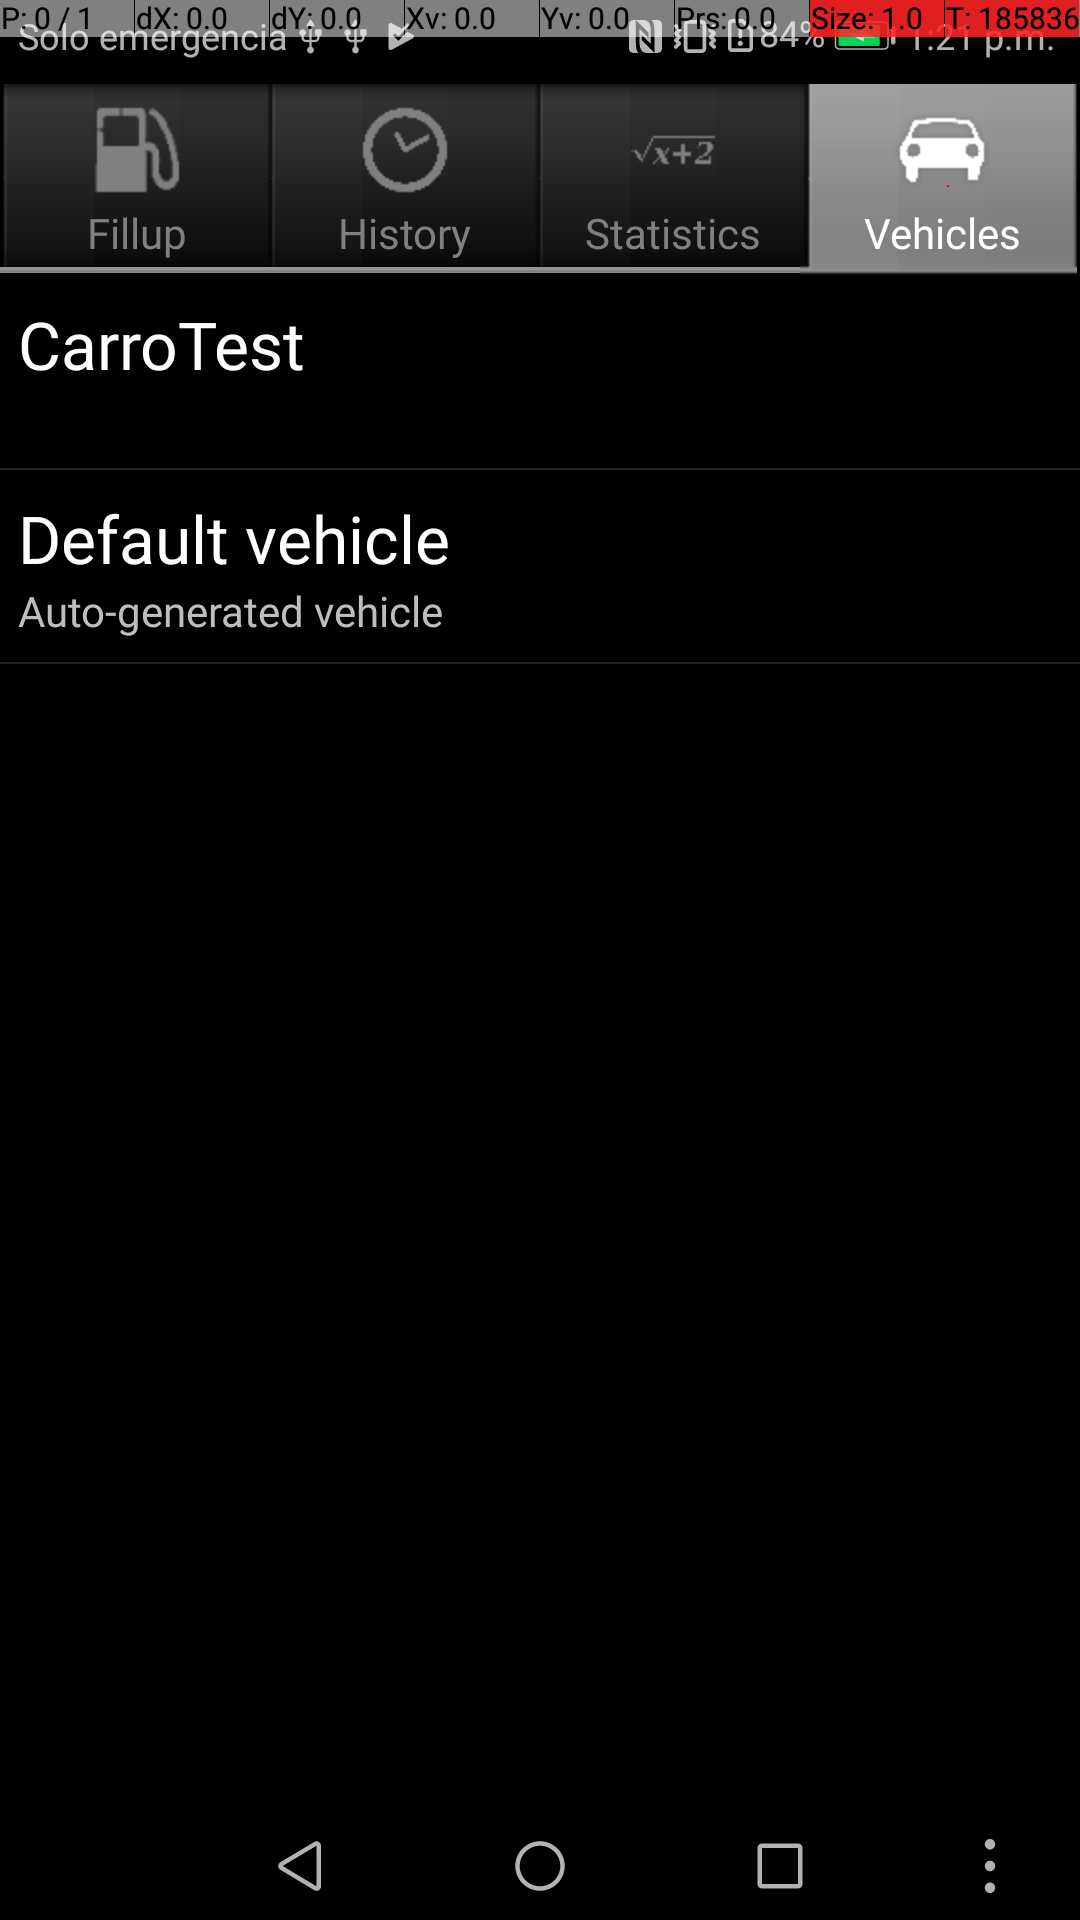 P: 0 / 1 dX: 0.0 dY: 0.0 Xv: 0.0 Yv: 0.0 Prs: 0.0 Size: 1.0 T: 185836
Solo emergencia 84% 1:21 p.m.
Fillup History √x+2 Statistics Vehicles
CarroTest
Default vehicle
Auto-generated vehicle